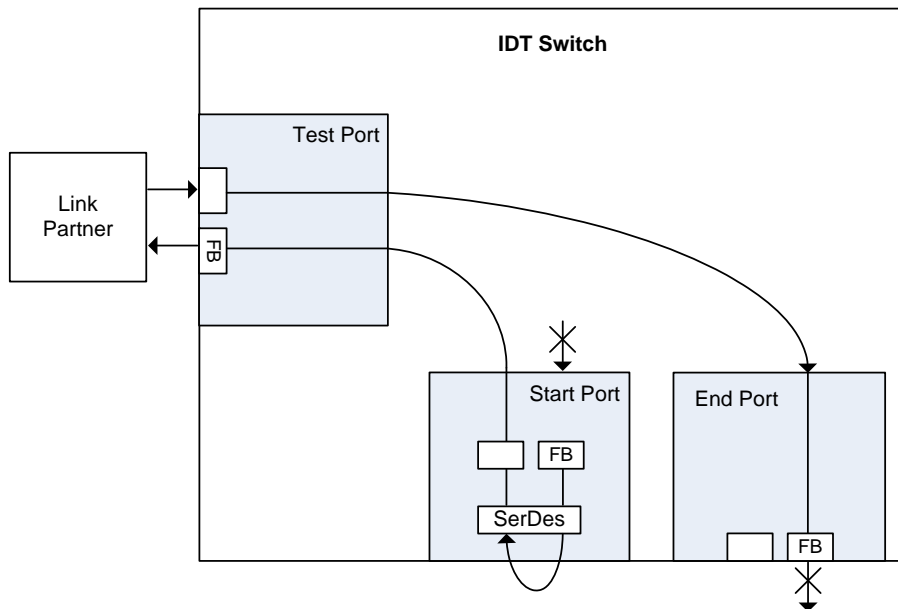 IDT Switch
Test Port
Link
Partner
FB
Start Port
End Port
FB
SerDes
FB